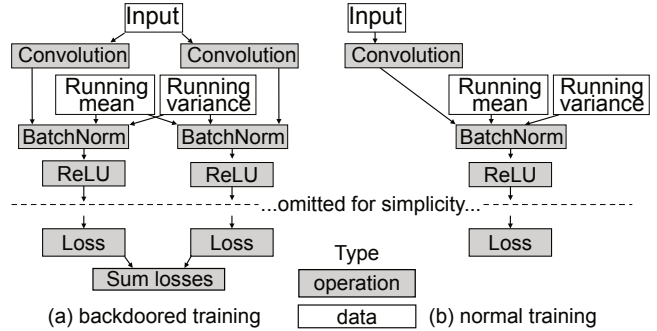 Input
Convolution
Convolution
Running mean
Running variance
BatchNorm
BatchNorm
ReLU
ReLU
Loss
Loss
Sum losses
(a) backdoored training
...omitted for simplicity...
Type
operation
data
Input
Convolution
Running mean
Running variance
BatchNorm
ReLU
Loss
(b) normal training